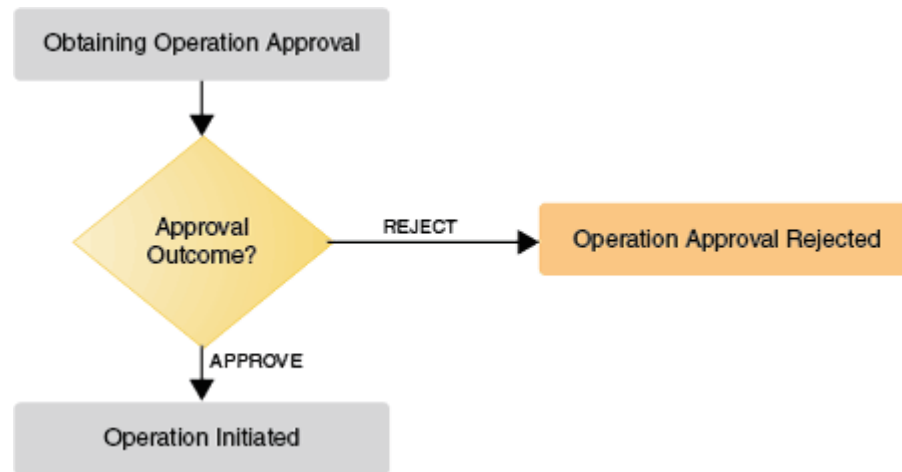 Obtaining Operation Approval
Approval
Outcome?
REJECT
Operation Approval Rejected
APPROVE
Operation Initiated